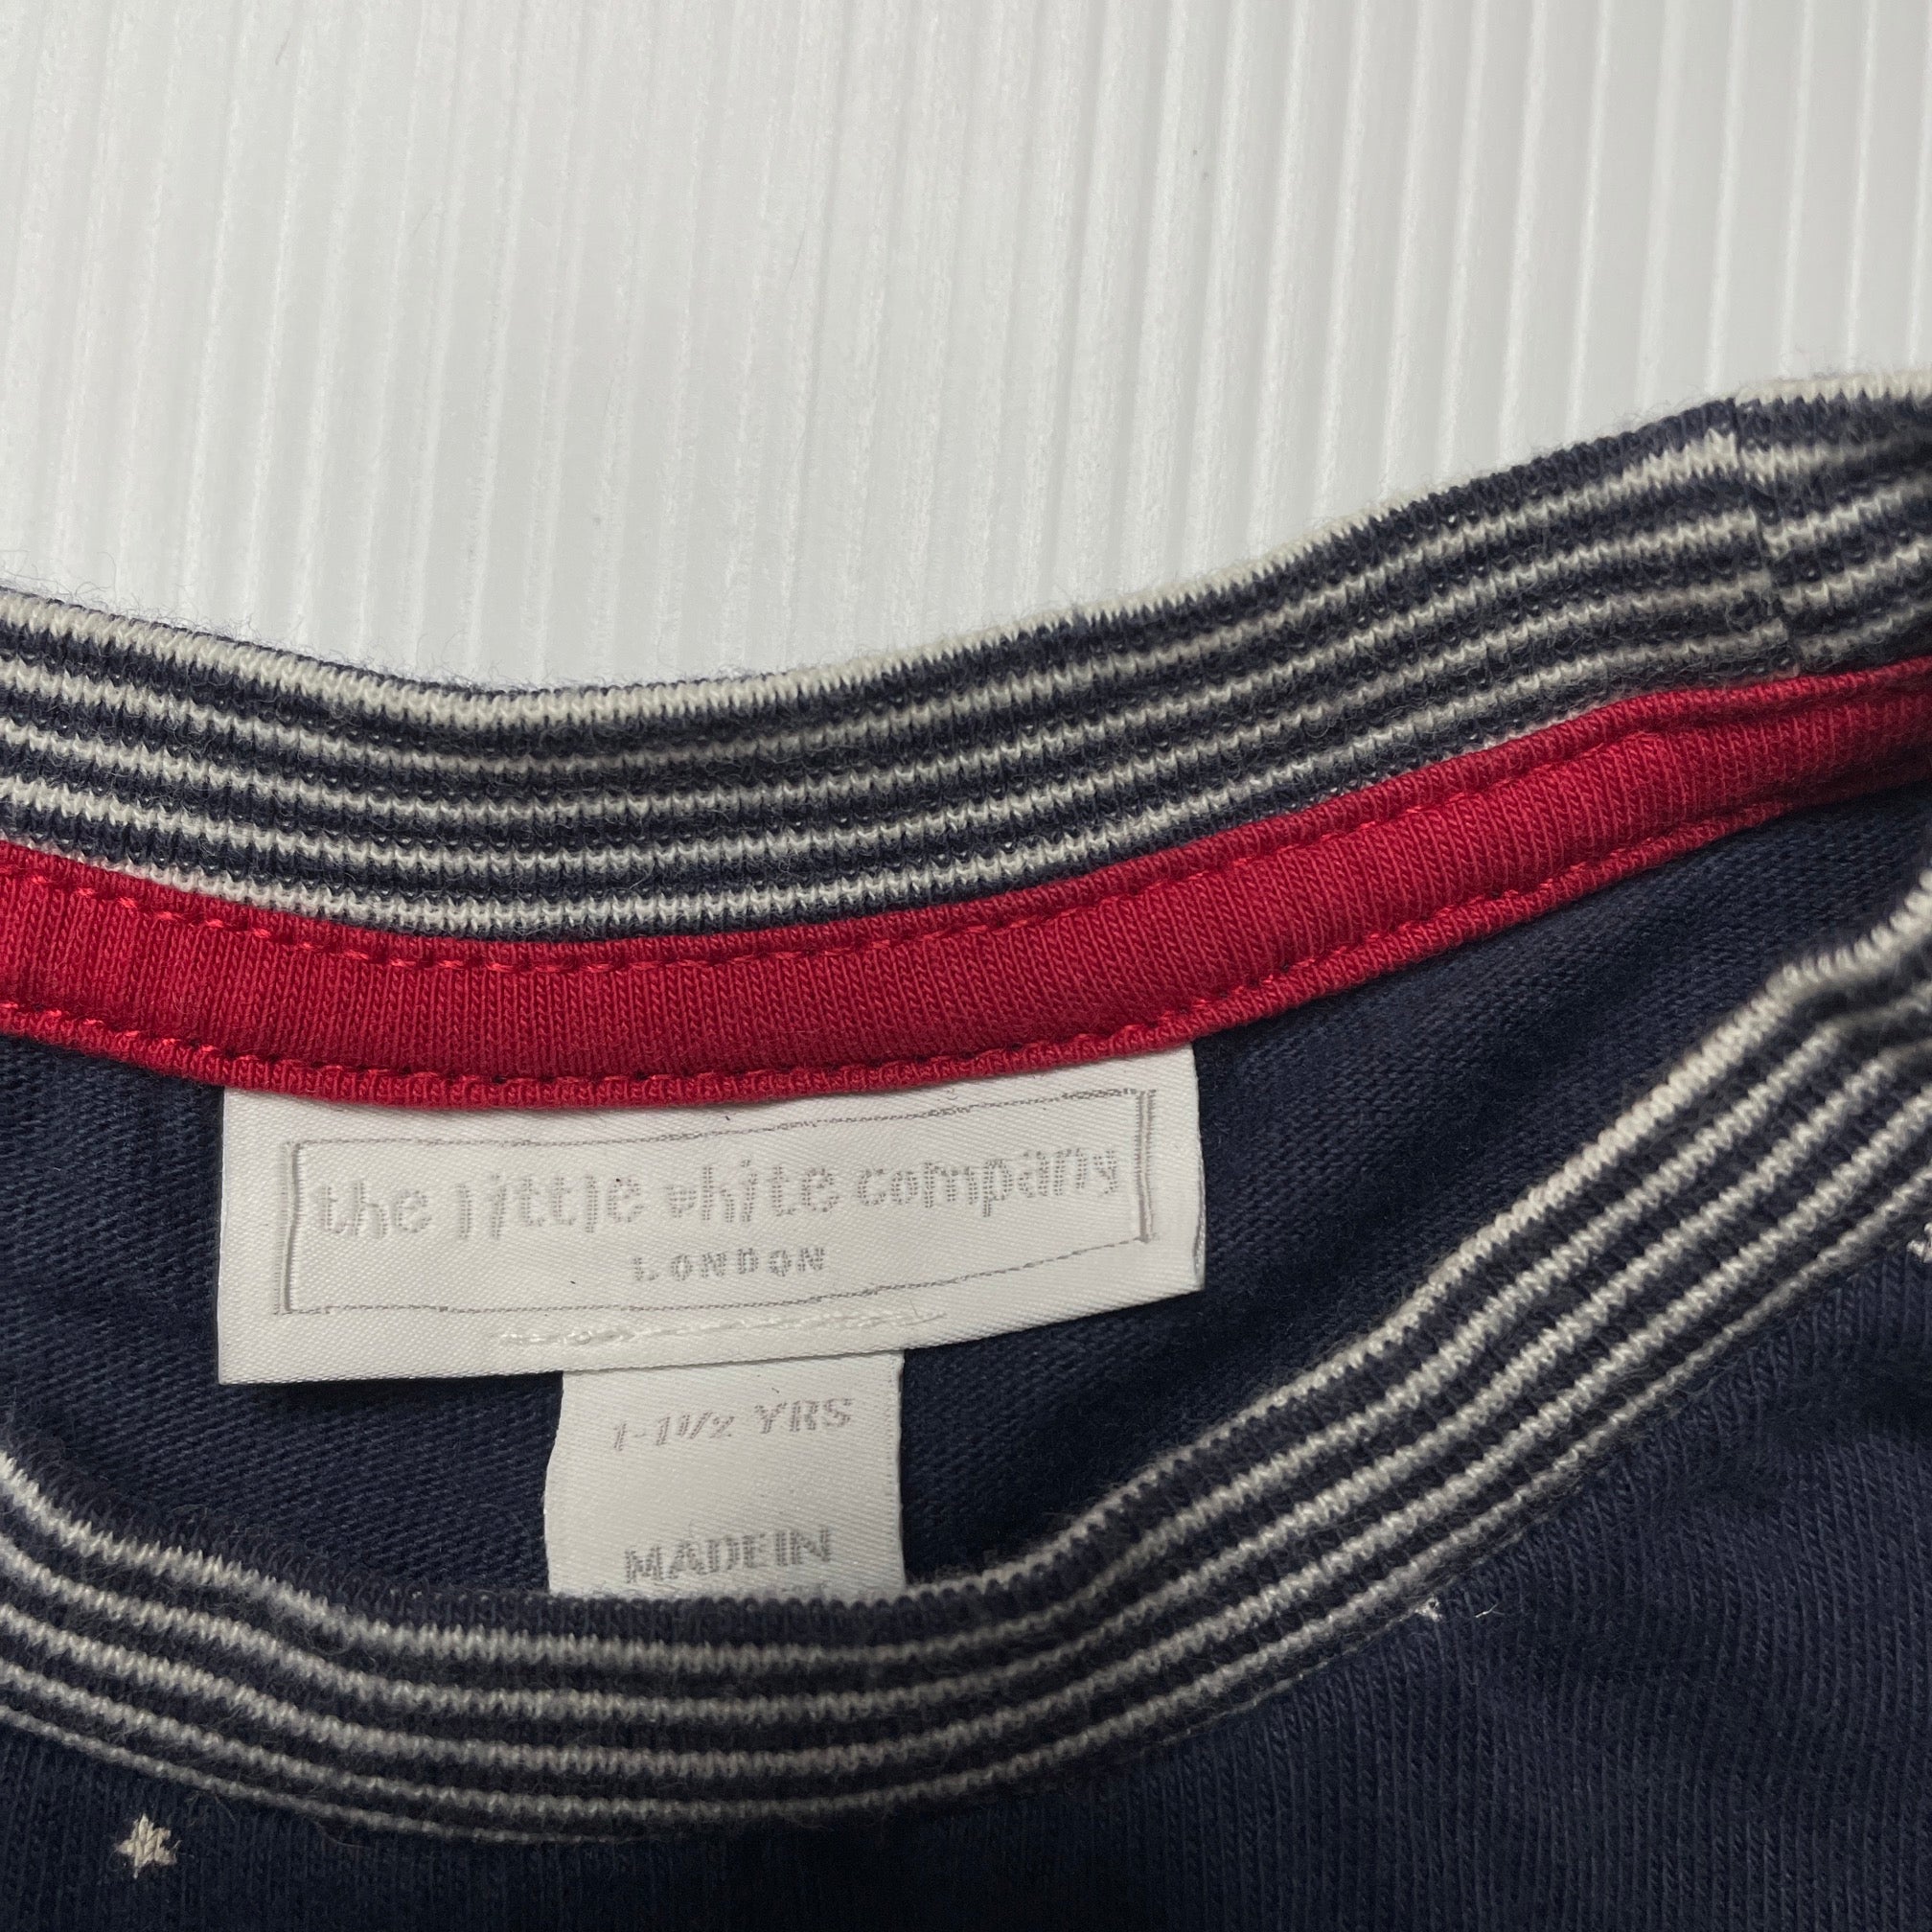 the little white company
LONDON
1-1½ YRS
MADE IN